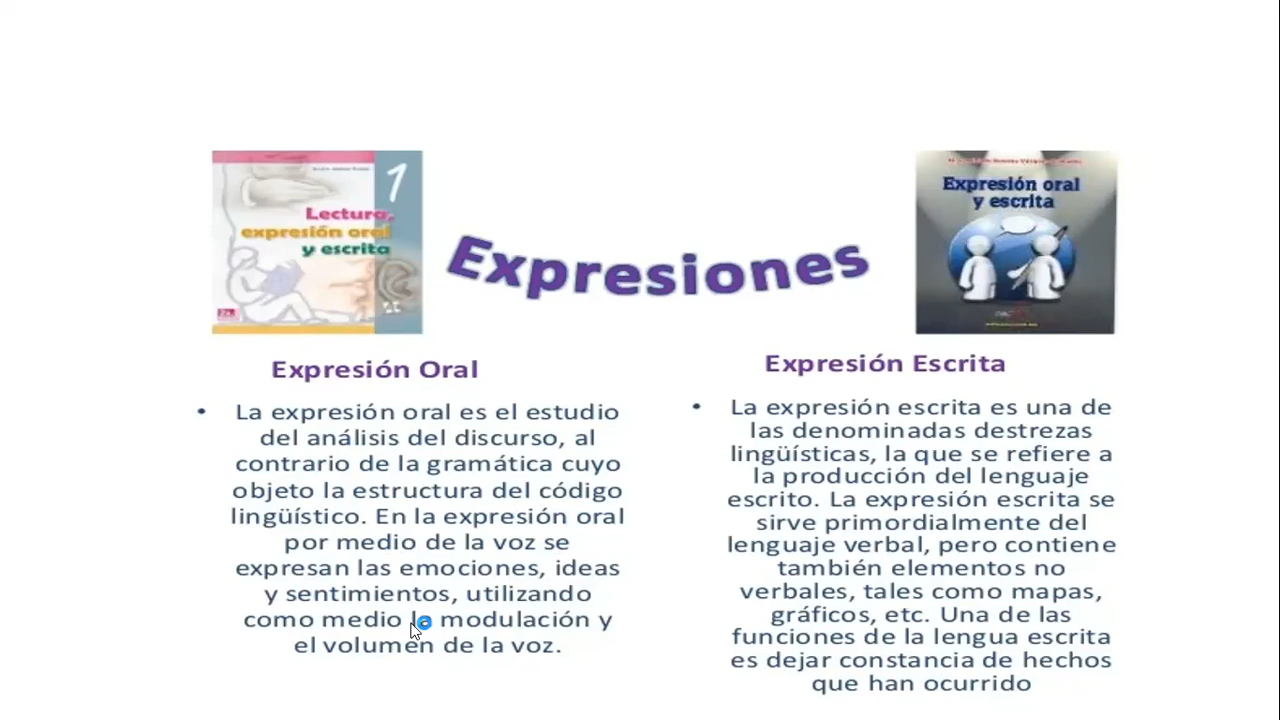 1
Lectura,
expresión oral
y escrita
Expresiones
Expresión oral
y escrita
Expresión Oral
• La expresión oral es el estudio
del análisis del discurso, al
contrario de la gramática cuyo
objeto la estructura del código
lingüístico. En la expresión oral
por medio de la voz se
expresan las emociones, ideas
y sentimientos, utilizando
como medio la modulación y
el volumen de la voz.
Expresión Escrita
• La expresión escrita es una de
las denominadas destrezas
lingüísticas, la que se refiere a
la producción del lenguaje
escrito. La expresión escrita se
sirve primordialmente del
lenguaje verbal, pero contiene
también elementos no
verbales, tales como mapas,
gráficos, etc. Una de las
funciones de la lengua escrita
es dejar constancia de hechos
que han ocurrido